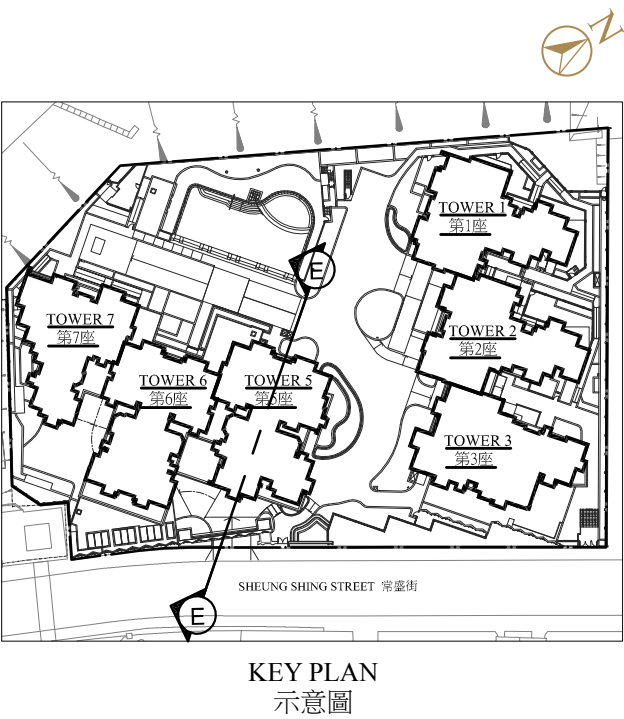 N
TOWER 1
第1座
E
TOWER 7
第7座
TOWER 2
第2座
TOWER 6
第6座
TOWER 5
第5座
TOWER 3
第3座
SHEUNG SHING STREET 常盛街
E
KEY PLAN
示意圖